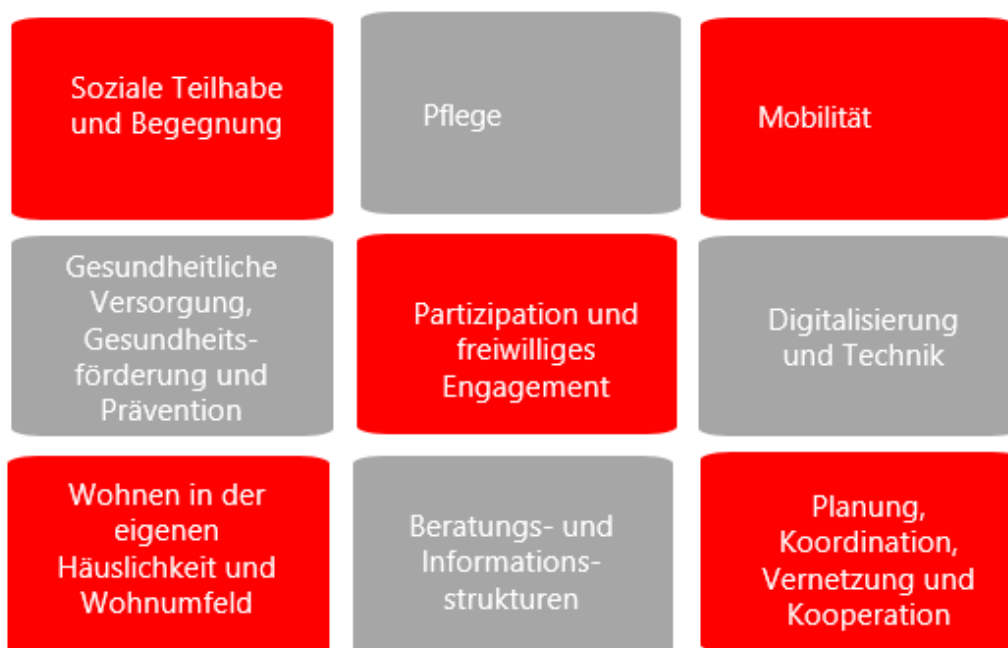 Soziale Teilhabe
und Begegnung
Pflege
Mobilität
Gesundheitliche
Versorgung,
Gesundheits-
förderung und
Prävention
Partizipation und
freiwilliges
Engagement
Digitalisierung
und Technik
Wohnen in der
eigenen
Häuslichkeit und
Wohnumfeld
Beratungs- und
Informations-
strukturen
Planung,
Koordination,
Vernetzung und
Kooperation